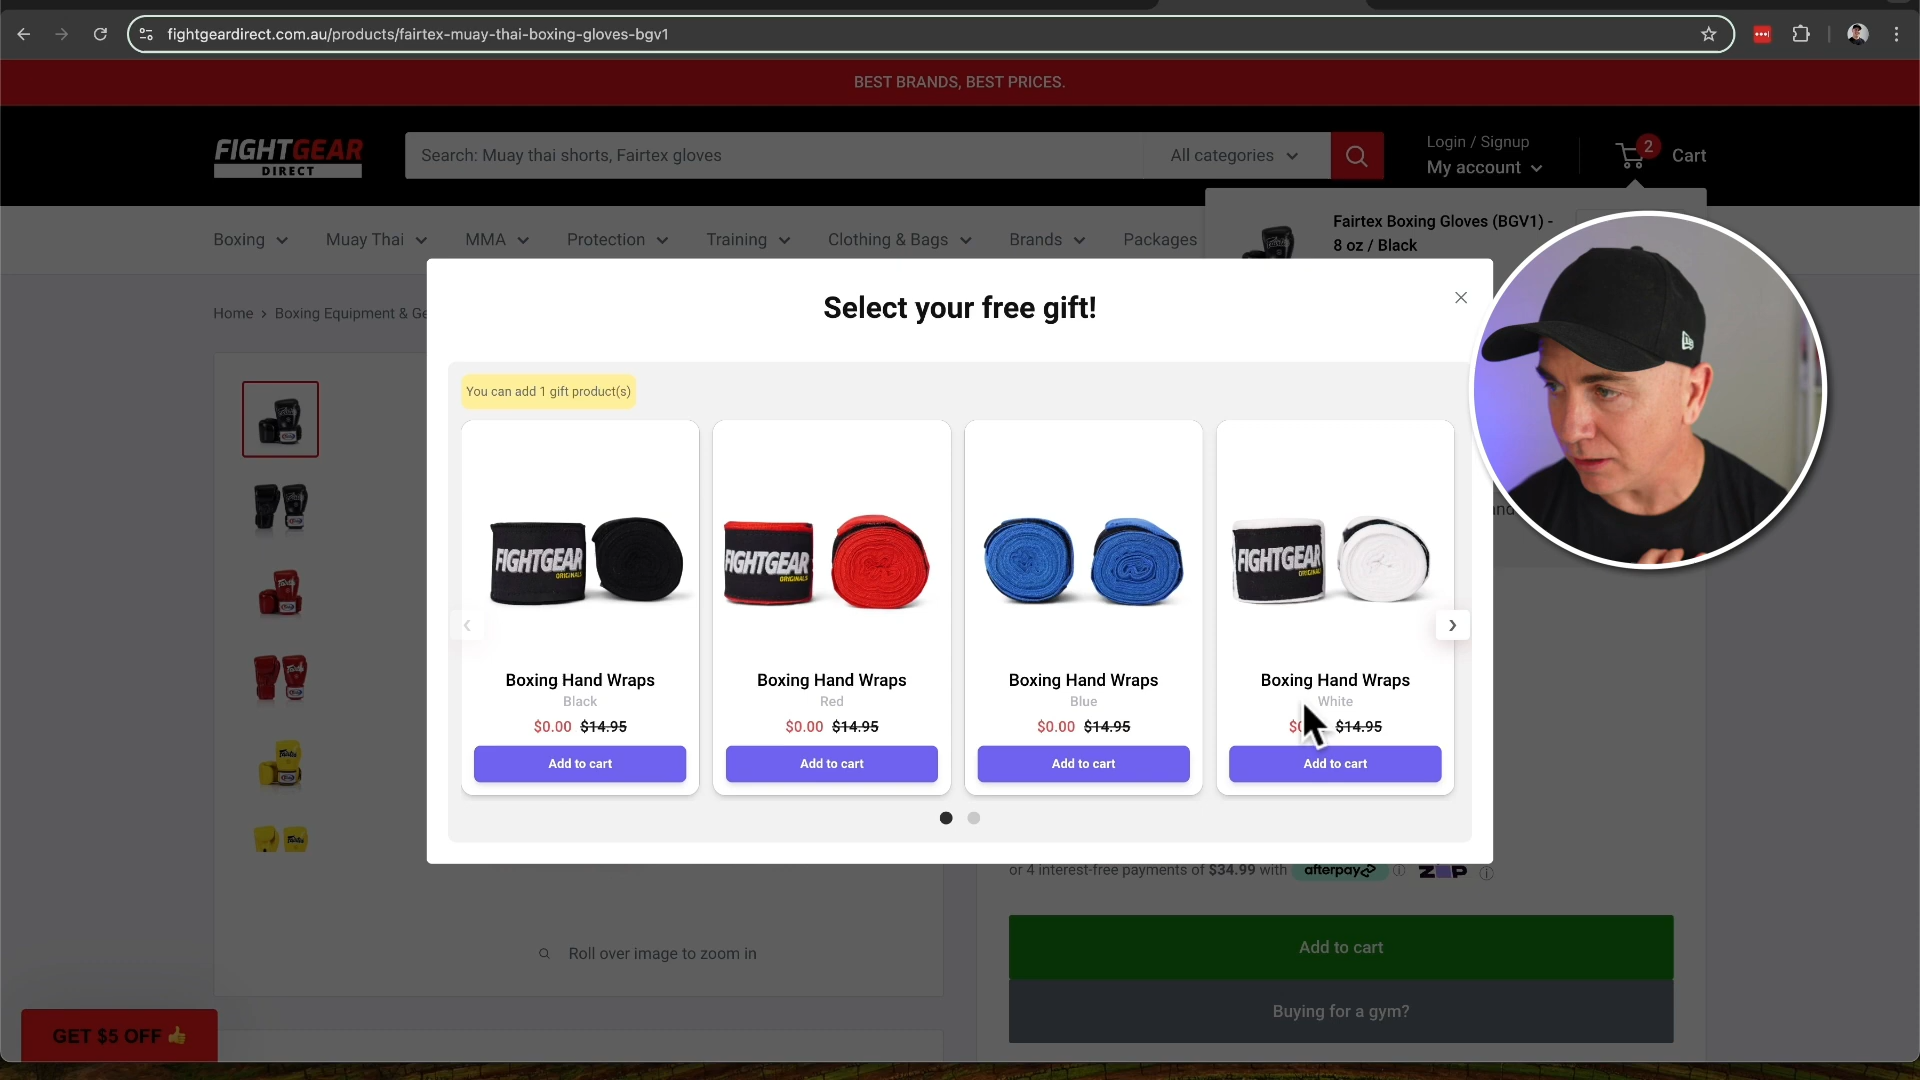 fightgeardirect.com.au/products/fairtex-muay-thai-boxing-gloves-bgv1
BEST BRANDS, BEST PRICES.
FIGHTGEAR
DIRECT
Search: Muay thai shorts, Fairtex gloves
All categories
Login / Signup
My account
2
Cart
Boxing
Muay Thai
MMA
Protection
Training
Clothing & Bags
Brands
Packages
Fairtex Boxing Gloves (BGV1) -
8 oz / Black
Home > Boxing Equipment & Ge
Select your free gift!
You can add 1 gift product(s)
FIGHTGEAR
ORIGINALS
FIGHTGEAR
ORIGINALS
FIGHTGEAR
ORIGINALS
Boxing Hand Wraps
Black
$0.00 $14.95
Add to cart
Boxing Hand Wraps
Red
$0.00 $14.95
Add to cart
Boxing Hand Wraps
Blue
$0.00 $14.95
Add to cart
Boxing Hand Wraps
White
$14.95
Add to cart
or 4 interest-free payments of $34.99 with afterpay ZIP
Roll over image to zoom in
Add to cart
Buying for a gym?
GET $5 OFF 👍